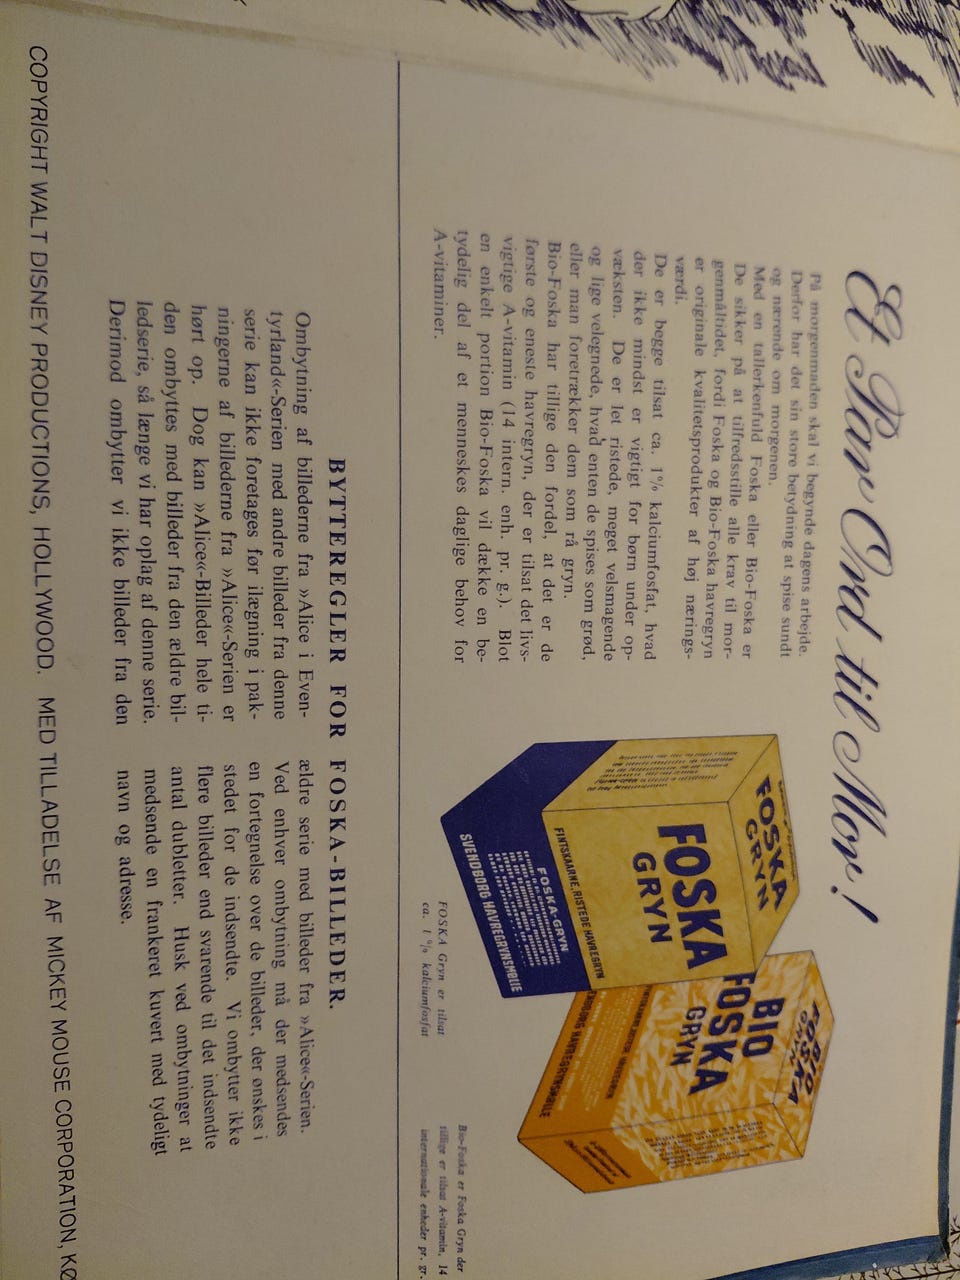 Et Par Ord til Mor!
På morgenmaden skal vi begynde dagens arbejde.
Derfor har det sin store betydning at spise sundt
og nærende om morgenen.
Med en tallerkenfuld Foska eller Bio-Foska er
De sikker på at tilfredsstille alle krav til mor-
genmåltidet, fordi Foska og Bio-Foska havregryn
er originale kvalitetsprodukter af høj nærings-
værdi.
De er begge tilsat ca. 1% kalciumfosfat, hvad
der ikke mindst er vigtigt for børn under op-
væksten. De er let ristede, meget velsmagende
og lige velegnede, hvad enten de spises som grød,
eller man foretrækker dem som rå gryn.
Bio-Foska har tillige den fordel, at det er de
første og eneste havregryn, der er tilsat det livs-
vigtige A-vitamin (14 intern. enh. pr. g.). Blot
en enkelt portion Bio-Foska vil dække en be-
tydelig del af et menneskes daglige behov for
A-vitaminer.
FOSKA
GRYN
FOSKA
GRYN
FINTSKAARNE, RISTEDE HAVREGRYN
FOSKA-GRYN
SVENDBORG HAVREGRYNSMØLLE
BIO
FOSKA
GRYN
BIO
FOSKA
GRYN
HAVREGRYNSMØLLE
FOSKA Gryn er tilsat
ca. 1 % kalciumfosfat
Bio-Foska er Foska Gryn der
tillige er tilsat A-vitamin, 14
internationale enheder pr. gr.
BYTTEREGLER FOR FOSKA-BILLEDER.
Ombytning af billederne fra »Alice i Even-
tyrland«-Serien med andre billeder fra denne
serie kan ikke foretages før ilægning i pak-
ningerne af billederne fra »Alice«-Serien er
hørt op. Dog kan »Alice«-Billeder hele ti-
den ombyttes med billeder fra den ældre bil-
ledserie, så længe vi har oplag af denne serie.
Derimod ombytter vi ikke billeder fra den
ældre serie med billeder fra »Alice«-Serien.
Ved enhver ombytning må der medsendes
en fortegnelse over de billeder, der ønskes i
stedet for de indsendte. Vi ombytter ikke
flere billeder end svarende til det indsendte
antal dubletter. Husk ved ombytninger at
medsende en frankeret kuvert med tydeligt
navn og adresse.
COPYRIGHT WALT DISNEY PRODUCTIONS, HOLLYWOOD. MED TILLADELSE AF MICKEY MOUSE CORPORATION, KØ